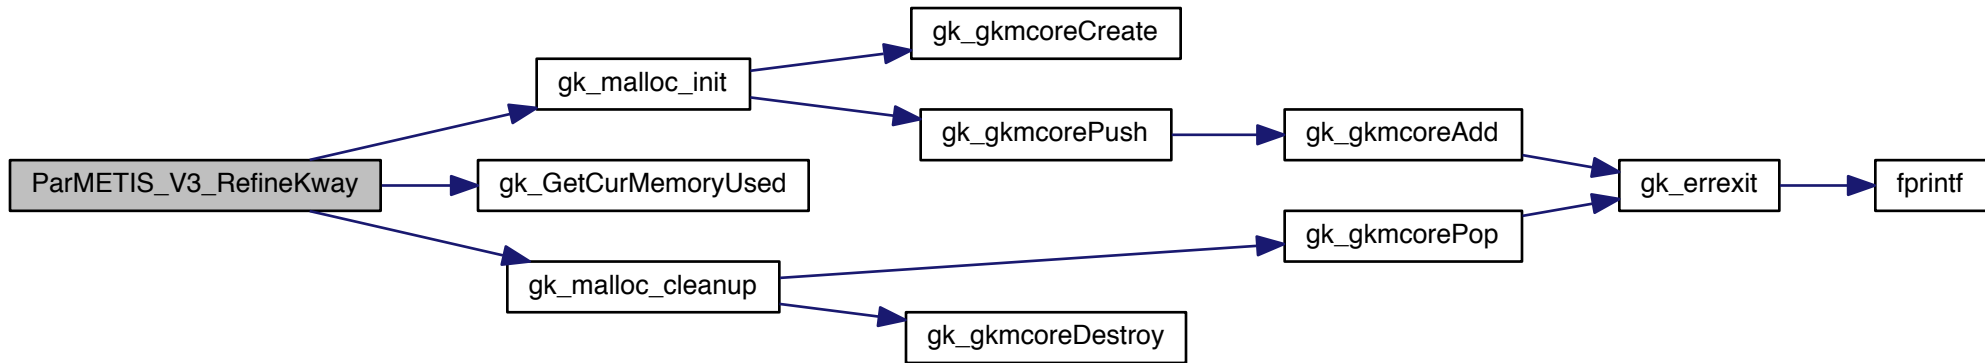 gk_gkmcoreCreate
gk_malloc_init
gk_gkmcorePush
gk_gkmcoreAdd
ParMETIS_V3_RefineKway
gk_GetCurMemoryUsed
gk_errexit
fprintf
gk_gkmcorePop
gk_malloc_cleanup
gk_gkmcoreDestroy